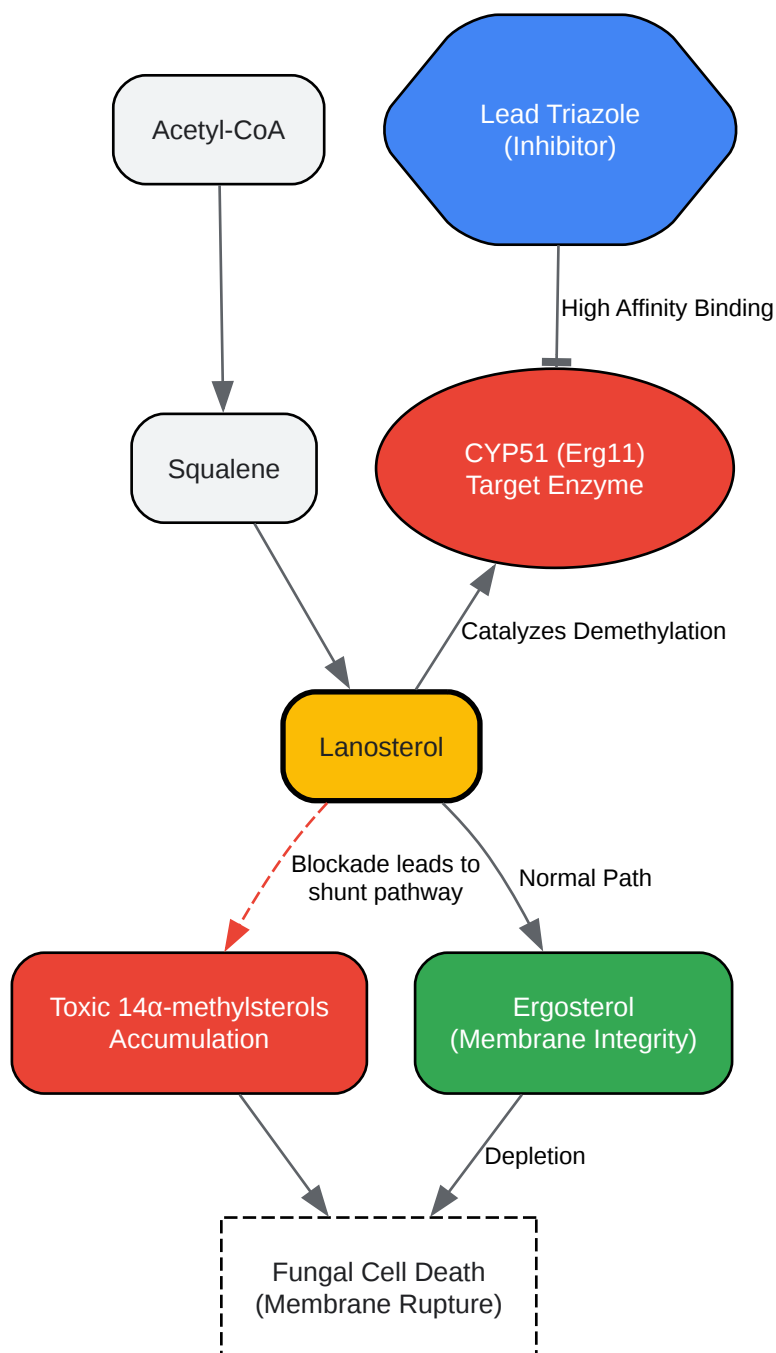 Acetyl-CoA
Lead Triazole
(Inhibitor)
High Affinity Binding
Squalene
CYP51 (Erg11)
Target Enzyme
Catalyzes Demethylation
Lanosterol
Blockade leads to
shunt pathway
Normal Path
Toxic 14α-methylsterols
Accumulation
Ergosterol
(Membrane Integrity)
Depletion
Fungal Cell Death
(Membrane Rupture)